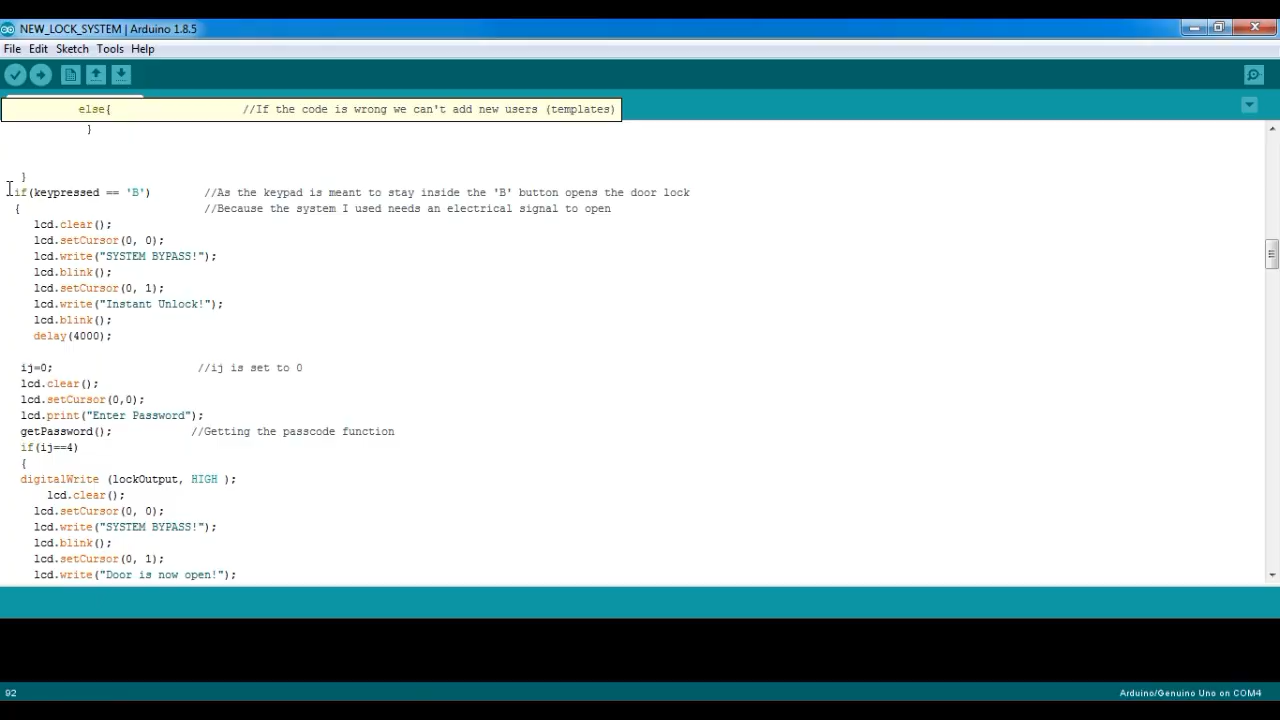 NEW_LOCK_SYSTEM | Arduino 1.8.5
File Edit Sketch Tools Help
else{ //If the code is wrong we can't add new users (templates)
}
}
if(keypressed == 'B') //As the keypad is meant to stay inside the 'B' button opens the door lock
{ //Because the system I used needs an electrical signal to open
lcd.clear();
lcd.setCursor(0, 0);
lcd.write("SYSTEM BYPASS!");
lcd.blink();
lcd.setCursor(0, 1);
lcd.write("Instant Unlock!");
lcd.blink();
delay(4000);
ij=0; //ij is set to 0
lcd.clear();
lcd.setCursor(0,0);
lcd.print("Enter Password");
getPassword(); //Getting the passcode function
if(ij==4)
{
digitalWrite (lockOutput, HIGH );
lcd.clear();
lcd.setCursor(0, 0);
lcd.write("SYSTEM BYPASS!");
lcd.blink();
lcd.setCursor(0, 1);
lcd.write("Door is now open!");
92 Arduino/Genuino Uno on COM4